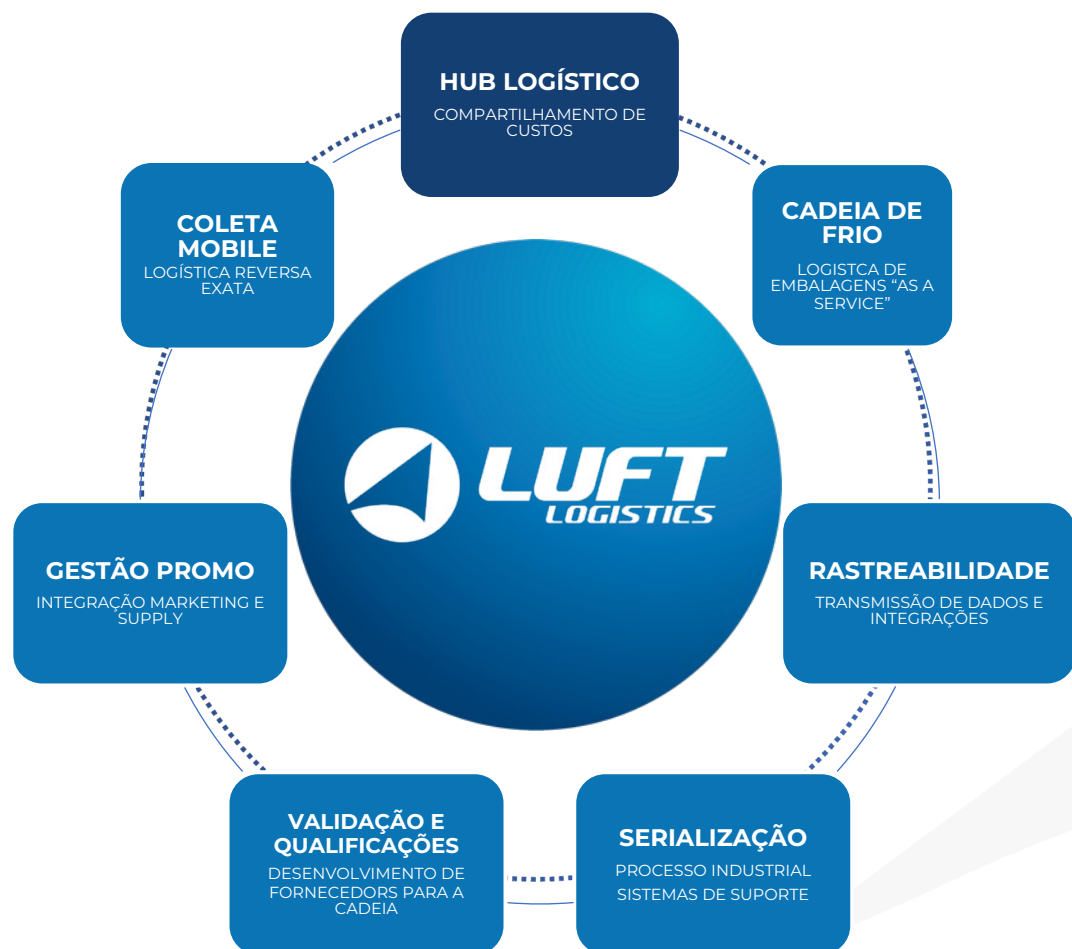 HUB LOGÍSTICO
COMPARTILHAMENTO DE
CUSTOS
CADEIA DE
FRIO
LOGISTCA DE
EMBALAGENS “AS A
SERVICE”
RASTREABILIDADE
TRANSMISSÃO DE DADOS E
INTEGRAÇÕES
SERIALIZAÇÃO
PROCESSO INDUSTRIAL
SISTEMAS DE SUPORTE
VALIDAÇÃO E
QUALIFICAÇÕES
DESENVOLVIMENTO DE
FORNECEDORS PARA A
CADEIA
GESTÃO PROMO
INTEGRAÇÃO MARKETING E
SUPPLY
COLETA
MOBILE
LOGÍSTICA REVERSA
EXATA
LUFT
LOGISTICS